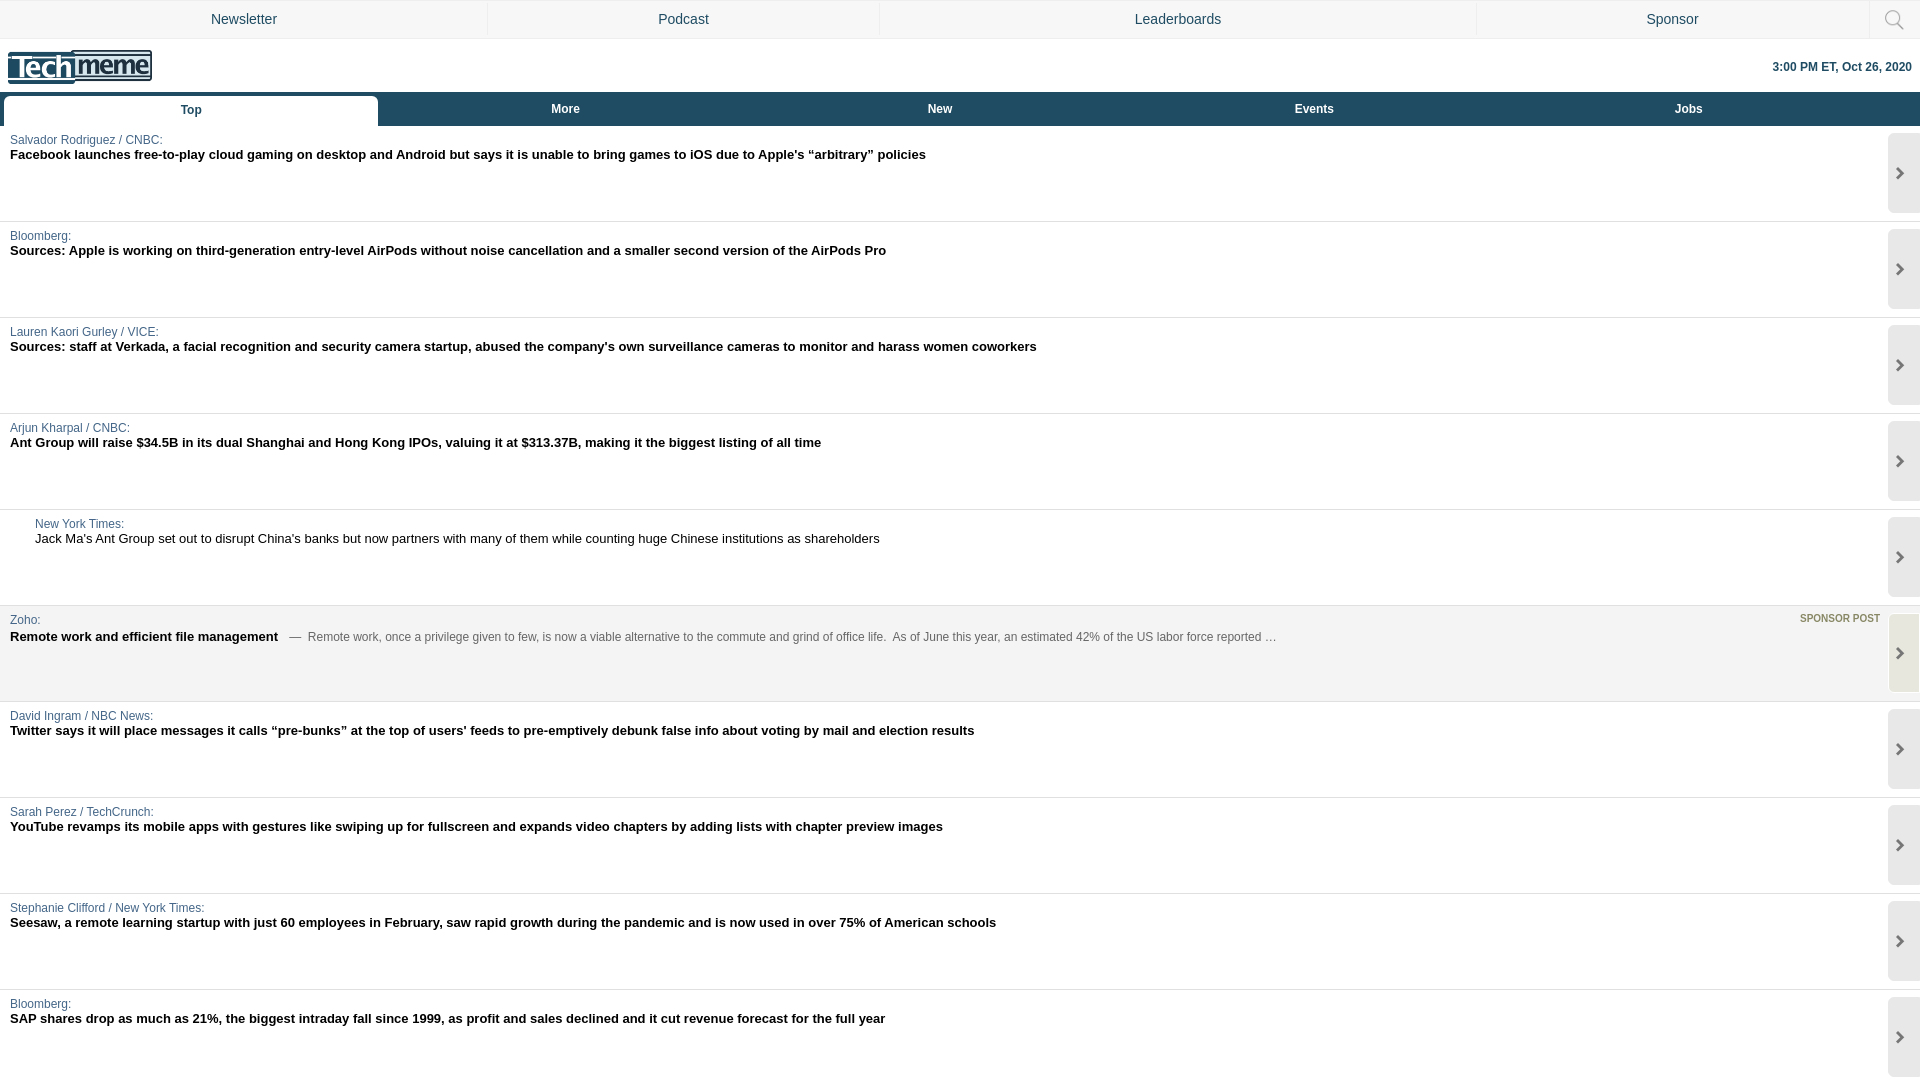 Newsletter
Podcast
Leaderboards
Sponsor
Techmeme
3:00 PM ET, Oct 26, 2020
Top
More
New
Events
Jobs
Salvador Rodriguez / CNBC:
Facebook launches free-to-play cloud gaming on desktop and Android but says it is unable to bring games to iOS due to Apple's “arbitrary” policies
Bloomberg:
Sources: Apple is working on third-generation entry-level AirPods without noise cancellation and a smaller second version of the AirPods Pro
Lauren Kaori Gurley / VICE:
Sources: staff at Verkada, a facial recognition and security camera startup, abused the company's own surveillance cameras to monitor and harass women coworkers
Arjun Kharpal / CNBC:
Ant Group will raise $34.5B in its dual Shanghai and Hong Kong IPOs, valuing it at $313.37B, making it the biggest listing of all time
New York Times:
Jack Ma's Ant Group set out to disrupt China's banks but now partners with many of them while counting huge Chinese institutions as shareholders
Zoho:
SPONSOR POST
Remote work and efficient file management — Remote work, once a privilege given to few, is now a viable alternative to the commute and grind of office life. As of June this year, an estimated 42% of the US labor force reported …
David Ingram / NBC News:
Twitter says it will place messages it calls “pre-bunks” at the top of users' feeds to pre-emptively debunk false info about voting by mail and election results
Sarah Perez / TechCrunch:
YouTube revamps its mobile apps with gestures like swiping up for fullscreen and expands video chapters by adding lists with chapter preview images
Stephanie Clifford / New York Times:
Seesaw, a remote learning startup with just 60 employees in February, saw rapid growth during the pandemic and is now used in over 75% of American schools
Bloomberg:
SAP shares drop as much as 21%, the biggest intraday fall since 1999, as profit and sales declined and it cut revenue forecast for the full year